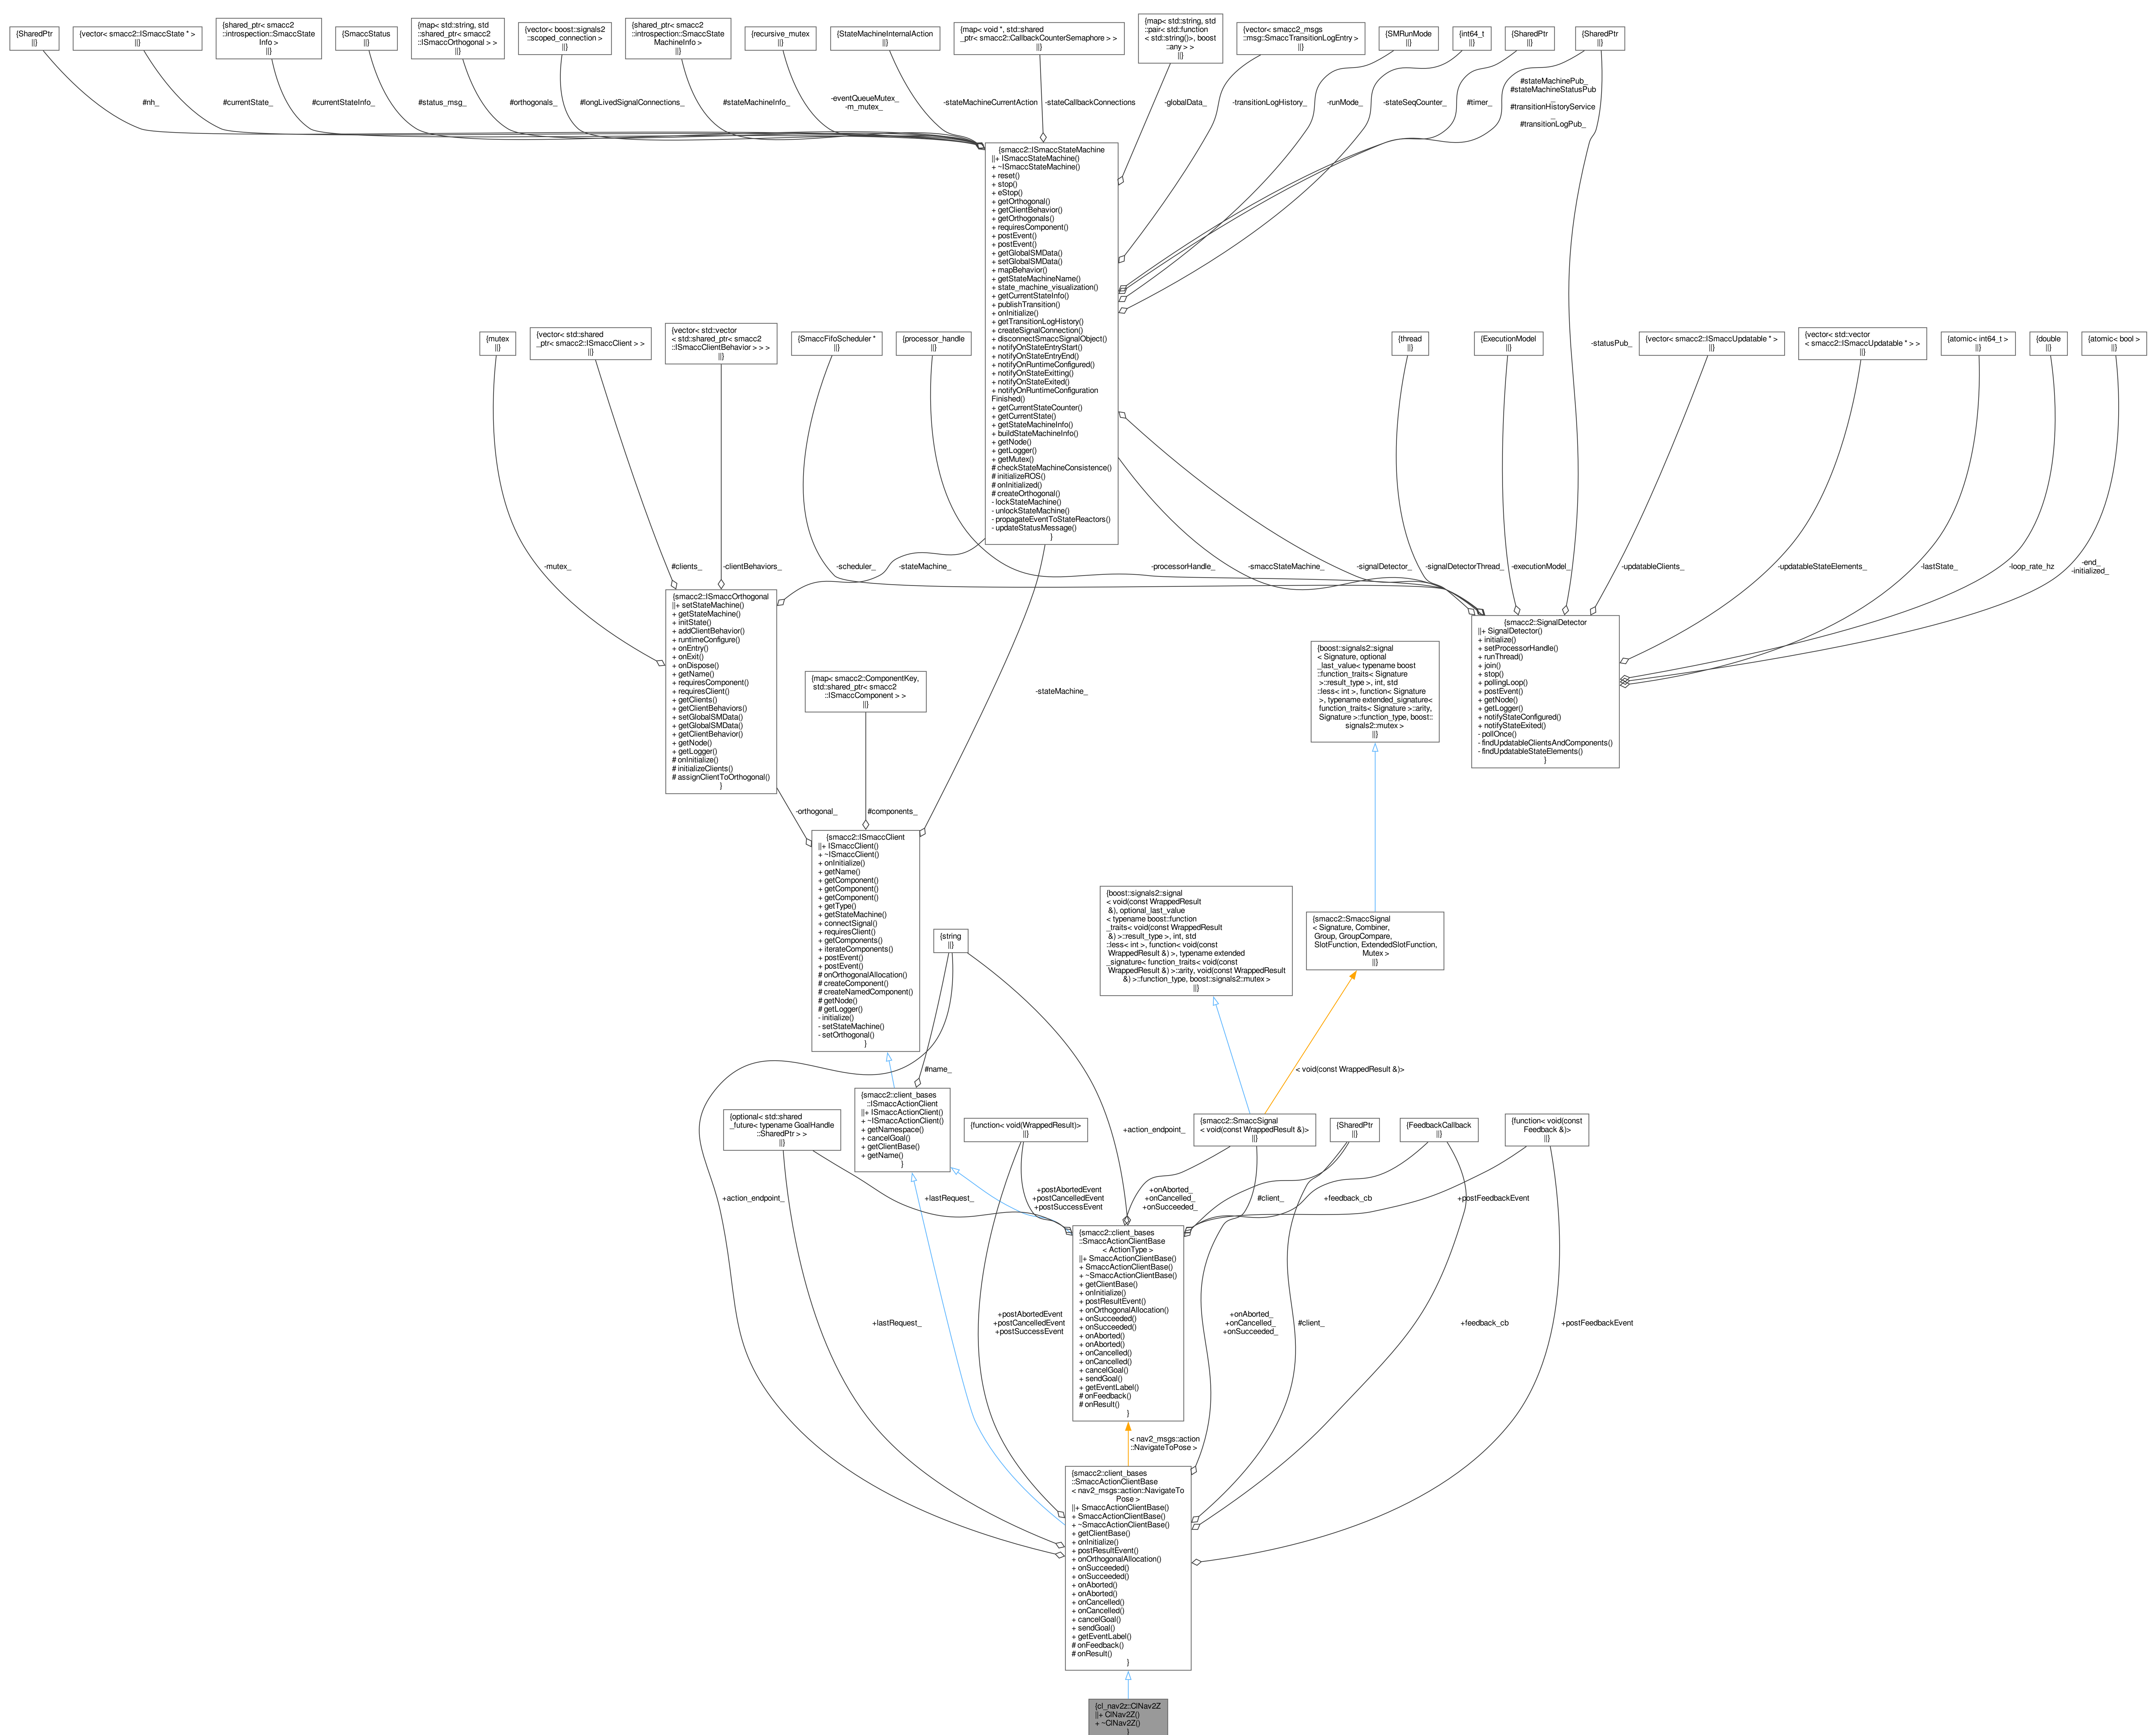 {SharedPtr
||}
{vector< smacc2::ISmaccState * >
||}
{shared_ptr< smacc2
::introspection::SmaccState
Info >
||}
{SmaccStatus
||}
{map< std::string, std
::shared_ptr< smacc2
::ISmaccOrthogonal > >
||}
{vector< boost::signals2
::scoped_connection >
||}
{shared_ptr< smacc2
::introspection::SmaccState
MachineInfo >
||}
{recursive_mutex
||}
{StateMachineInternalAction
||}
{map< void *, std::shared
_ptr< smacc2::CallbackCounterSemaphore > >
||}
{map< std::string, std
::pair< std::function
< std::string()>, boost
::any > >
||}
{vector< smacc2_msgs
::msg::SmaccTransitionLogEntry >
||}
{SMRunMode
||}
{int64_t
||}
{SharedPtr
||}
{SharedPtr
||}
#nh_
#currentState_
#currentStateInfo_
#status_msg_
#orthogonals_
#longLivedSignalConnections_
#stateMachineInfo_
-eventQueueMutex_
-m_mutex_
-stateMachineCurrentAction
-stateCallbackConnections
-globalData_
-transitionLogHistory_
-runMode_
-stateSeqCounter_
#timer_
#stateMachinePub_
#stateMachineStatusPub
_
#transitionHistoryService
_
#transitionLogPub_
{smacc2::ISmaccStateMachine
||+ ISmaccStateMachine()
+ ~ISmaccStateMachine()
+ reset()
+ stop()
+ eStop()
+ getOrthogonal()
+ getClientBehavior()
+ getOrthogonals()
+ requiresComponent()
+ postEvent()
+ postEvent()
+ getGlobalSMData()
+ setGlobalSMData()
+ mapBehavior()
+ getStateMachineName()
+ state_machine_visualization()
+ getCurrentStateInfo()
+ publishTransition()
+ onInitialize()
+ getTransitionLogHistory()
+ createSignalConnection()
+ disconnectSmaccSignalObject()
+ notifyOnStateEntryStart()
+ notifyOnStateEntryEnd()
+ notifyOnRuntimeConfigured()
+ notifyOnStateExitting()
+ notifyOnStateExited()
+ notifyOnRuntimeConfiguration
Finished()
+ getCurrentStateCounter()
+ getCurrentState()
+ getStateMachineInfo()
+ buildStateMachineInfo()
+ getNode()
+ getLogger()
+ getMutex()
# checkStateMachineConsistence()
# initializeROS()
# onInitialized()
# createOrthogonal()
- lockStateMachine()
- unlockStateMachine()
- propagateEventToStateReactors()
- updateStatusMessage()
}
{mutex
||}
{vector< std::shared
_ptr< smacc2::ISmaccClient > >
||}
{vector< std::vector
< std::shared_ptr< smacc2
::ISmaccClientBehavior > > >
||}
{SmaccFifoScheduler *
||}
{processor_handle
||}
{thread
||}
{ExecutionModel
||}
-statusPub_
{vector< smacc2::ISmaccUpdatable * >
||}
{vector< std::vector
< smacc2::ISmaccUpdatable * > >
||}
{atomic< int64_t >
||}
{double
||}
{atomic< bool >
||}
-mutex_
#clients_
-clientBehaviors_
-scheduler_
-stateMachine_
-processorHandle_
-smaccStateMachine_
-signalDetector_
-signalDetectorThread_
-executionModel_
-updatableClients_
-updatableStateElements_
-lastState_
-loop_rate_hz
-end_
-initialized_
{smacc2::ISmaccOrthogonal
||+ setStateMachine()
+ getStateMachine()
+ initState()
+ addClientBehavior()
+ runtimeConfigure()
+ onEntry()
+ onExit()
+ onDispose()
+ getName()
+ requiresComponent()
+ requiresClient()
+ getClients()
+ getClientBehaviors()
+ setGlobalSMData()
+ getGlobalSMData()
+ getClientBehavior()
+ getNode()
+ getLogger()
# onInitialize()
# initializeClients()
# assignClientToOrthogonal()
}
{smacc2::SignalDetector
||+ SignalDetector()
+ initialize()
+ setProcessorHandle()
+ runThread()
+ join()
+ stop()
+ pollingLoop()
+ postEvent()
+ getNode()
+ getLogger()
+ notifyStateConfigured()
+ notifyStateExited()
- pollOnce()
- findUpdatableClientsAndComponents()
- findUpdatableStateElements()
}
{boost::signals2::signal
< Signature, optional
_last_value< typename boost
::function_traits< Signature
>::result_type >, int, std
::less< int >, function< Signature
>, typename extended_signature<
function_traits< Signature >::arity,
Signature >::function_type, boost::
signals2::mutex >
||}
{map< smacc2::ComponentKey,
std::shared_ptr< smacc2
::ISmaccComponent > >
||}
-stateMachine_
-orthogonal_
#components_
{smacc2::ISmaccClient
||+ ISmaccClient()
+ ~ISmaccClient()
+ onInitialize()
+ getName()
+ getComponent()
+ getComponent()
+ getComponent()
+ getType()
+ getStateMachine()
+ connectSignal()
+ requiresClient()
+ getComponents()
+ iterateComponents()
+ postEvent()
+ postEvent()
# onOrthogonalAllocation()
# createComponent()
# createNamedComponent()
# getNode()
# getLogger()
- initialize()
- setStateMachine()
- setOrthogonal()
}
{string
||}
{boost::signals2::signal
< void(const WrappedResult
&), optional_last_value
< typename boost::function
_traits< void(const WrappedResult
&) >::result_type >, int, std
::less< int >, function< void(const
WrappedResult &) >, typename extended
_signature< function_traits< void(const
WrappedResult &) >::arity, void(const WrappedResult
&) >::function_type, boost::signals2::mutex >
||}
{smacc2::SmaccSignal
< Signature, Combiner,
Group, GroupCompare,
SlotFunction, ExtendedSlotFunction,
Mutex >
||}
#name_
< void(const WrappedResult &)>
{optional< std::shared
_future< typename GoalHandle
::SharedPtr > >
||}
{smacc2::client_bases
::ISmaccActionClient
||+ ISmaccActionClient()
+ ~ISmaccActionClient()
+ getNamespace()
+ cancelGoal()
+ getClientBase()
+ getName()
}
{function< void(WrappedResult)>
||}
+action_endpoint_
{smacc2::SmaccSignal
< void(const WrappedResult &)>
||}
{SharedPtr
||}
{FeedbackCallback
||}
{function< void(const
Feedback &)>
||}
+action_endpoint_
+lastRequest_
+postAbortedEvent
+postCancelledEvent
+postSuccessEvent
+onAborted_
+onCancelled_
+onSucceeded_
#client_
+feedback_cb
+postFeedbackEvent
{smacc2::client_bases
::SmaccActionClientBase
< ActionType >
||+ SmaccActionClientBase()
+ SmaccActionClientBase()
+ ~SmaccActionClientBase()
+ getClientBase()
+ onInitialize()
+ postResultEvent()
+ onOrthogonalAllocation()
+ onSucceeded()
+ onSucceeded()
+ onAborted()
+ onAborted()
+ onCancelled()
+ onCancelled()
+ cancelGoal()
+ sendGoal()
+ getEventLabel()
# onFeedback()
# onResult()
}
+lastRequest_
+postAbortedEvent
+postCancelledEvent
+postSuccessEvent
+onAborted_
+onCancelled_
+onSucceeded_
#client_
+feedback_cb
+postFeedbackEvent
< nav2_msgs::action
::NavigateToPose >
{smacc2::client_bases
::SmaccActionClientBase
< nav2_msgs::action::NavigateTo
Pose >
||+ SmaccActionClientBase()
+ SmaccActionClientBase()
+ ~SmaccActionClientBase()
+ getClientBase()
+ onInitialize()
+ postResultEvent()
+ onOrthogonalAllocation()
+ onSucceeded()
+ onSucceeded()
+ onAborted()
+ onAborted()
+ onCancelled()
+ onCancelled()
+ cancelGoal()
+ sendGoal()
+ getEventLabel()
# onFeedback()
# onResult()
}
{cl_nav2z::ClNav2Z
||+ ClNav2Z()
+ ~ClNav2Z()
}